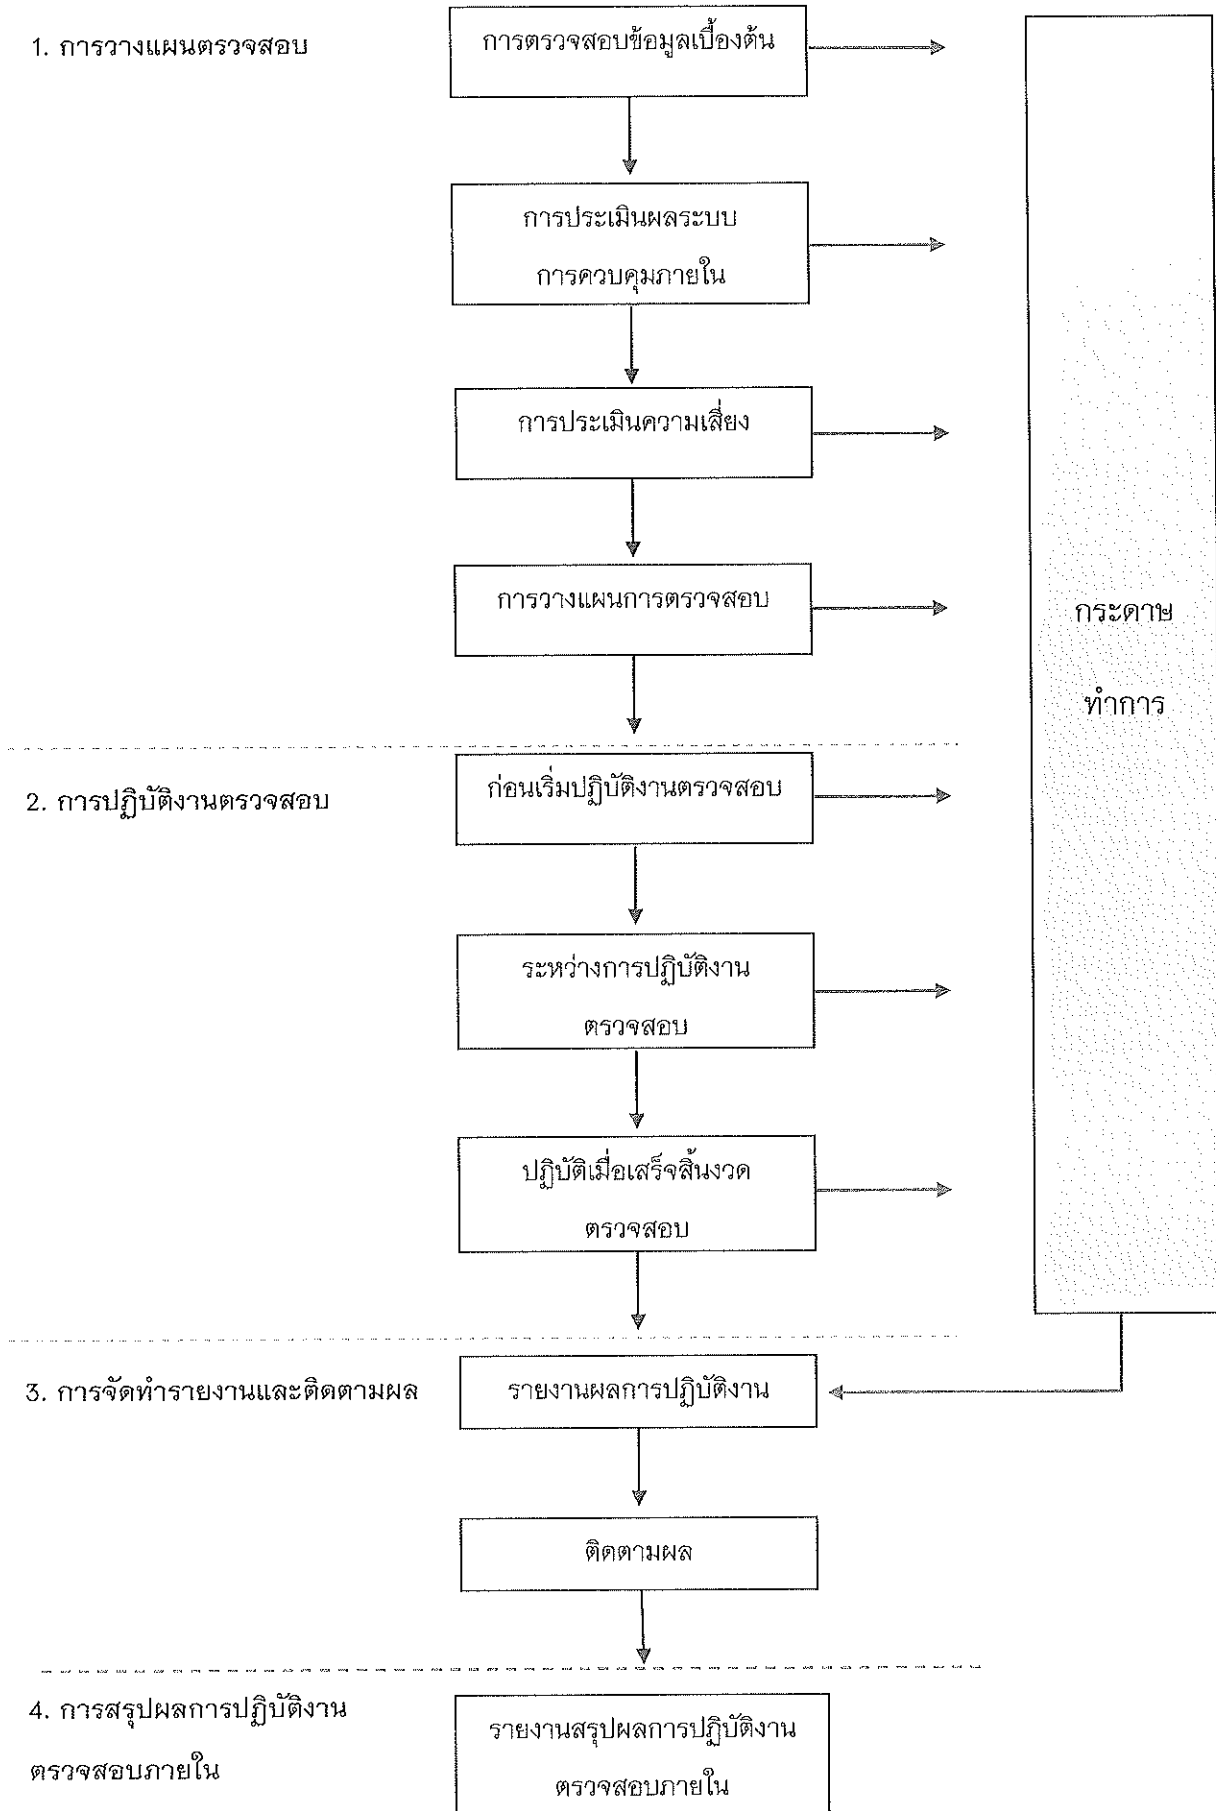 1. การวางแผนตรวจสอบ
การตรวจสอบข้อมูลเบื้องต้น
การประเมินผลระบบ
การควบคุมภายใน
การประเมินความเสี่ยง
การวางแผนการตรวจสอบ
กระดาษ
ทำการ
2. การปฏิบัติงานตรวจสอบ
ก่อนเริ่มปฏิบัติงานตรวจสอบ
ระหว่างการปฏิบัติงาน
ตรวจสอบ
ปฏิบัติเมื่อเสร็จสิ้นงวด
ตรวจสอบ
3. การจัดทำรายงานและติดตามผล
รายงานผลการปฏิบัติงาน
ติดตามผล
4. การสรุปผลการปฏิบัติงาน
ตรวจสอบภายใน
รายงานสรุปผลการปฏิบัติงาน
ตรวจสอบภายใน